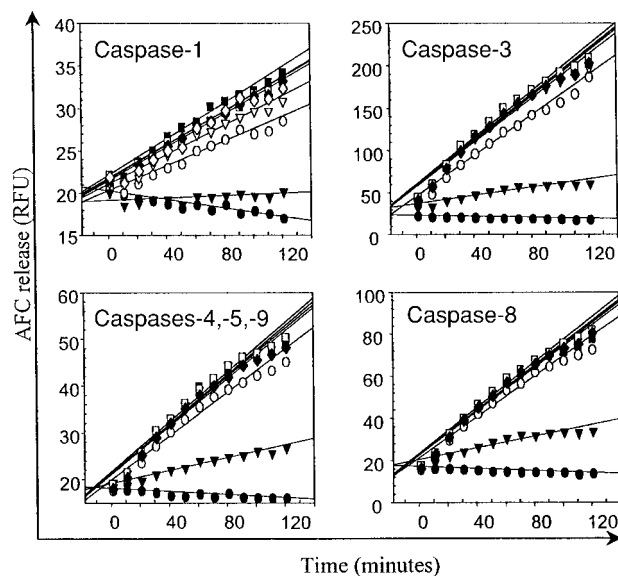 AFC release (RFU)
Caspase-1
40
35
30
25
20
15
0 40 80 120
Caspase-3
250
200
150
100
50
0
0 40 80 120
Caspases-4,-5,-9
60
50
40
30
20
0 40 80 120
Caspase-8
100
80
60
40
20
0
0 40 80 120
Time (minutes)